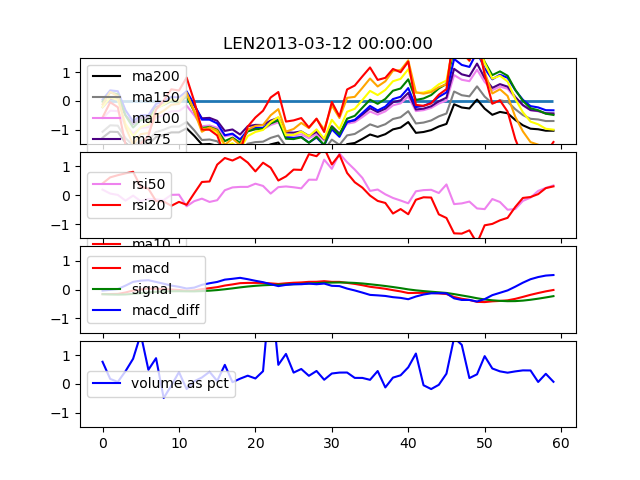 LEN2013-03-12 00:00:00
1
0
−1
ma200
ma150
ma100
ma75
1
0
−1
rsi50
rsi20
ma10
1
0
−1
macd
signal
macd_diff
1
0
−1
volume as pct
0 10 20 30 40 50 60